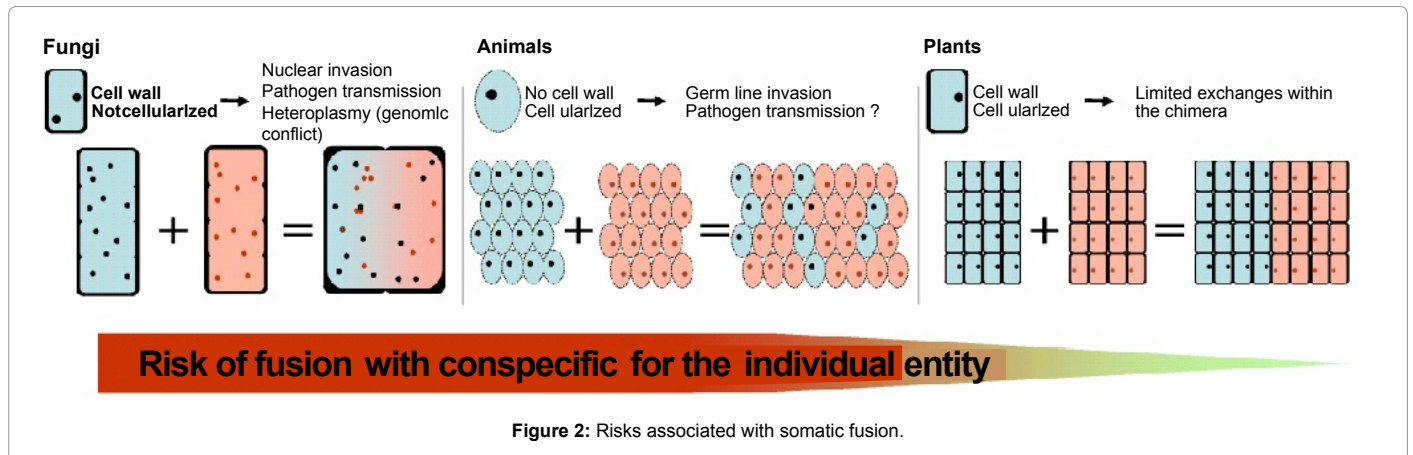 Fungi
Cell wall
NotcellularIzed
Nuclear invasion
Pathogen transmission
Heteroplasmy (genomIc
conflict)
+
=
Animals
No cell wall
Cell ularIzed
Germ line invasion
Pathogen transmission ?
+
=
Plants
Cell wall
Cell ularIzed
Limited exchanges within
the chimera
+
=
Risk of fusion with conspecific for the individual entity
Figure 2: Risks associated with somatic fusion.